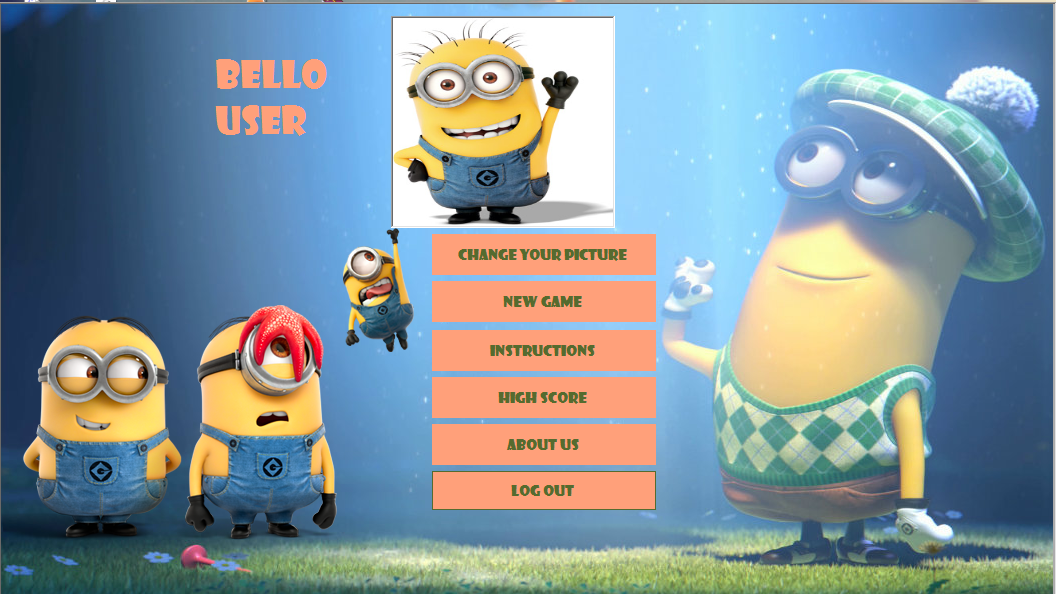 BELLO
USER
CHANGE YOUR PICTURE
NEW GAME
INSTRUCTIONS
HIGH SCORE
ABOUT US
LOG OUT